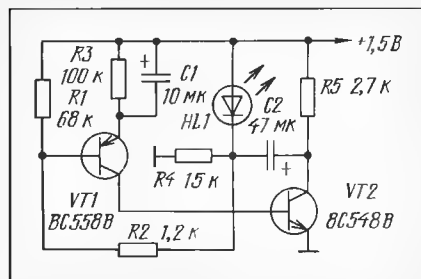 +1,5 В
R3
100 к
R1
68 к
+
C1
10 мк
HL1
C2
47 мк
+
R5 2,7 к
R4 15 к
VT1
BC558B
R2 1,2 к
VT2
BC548B